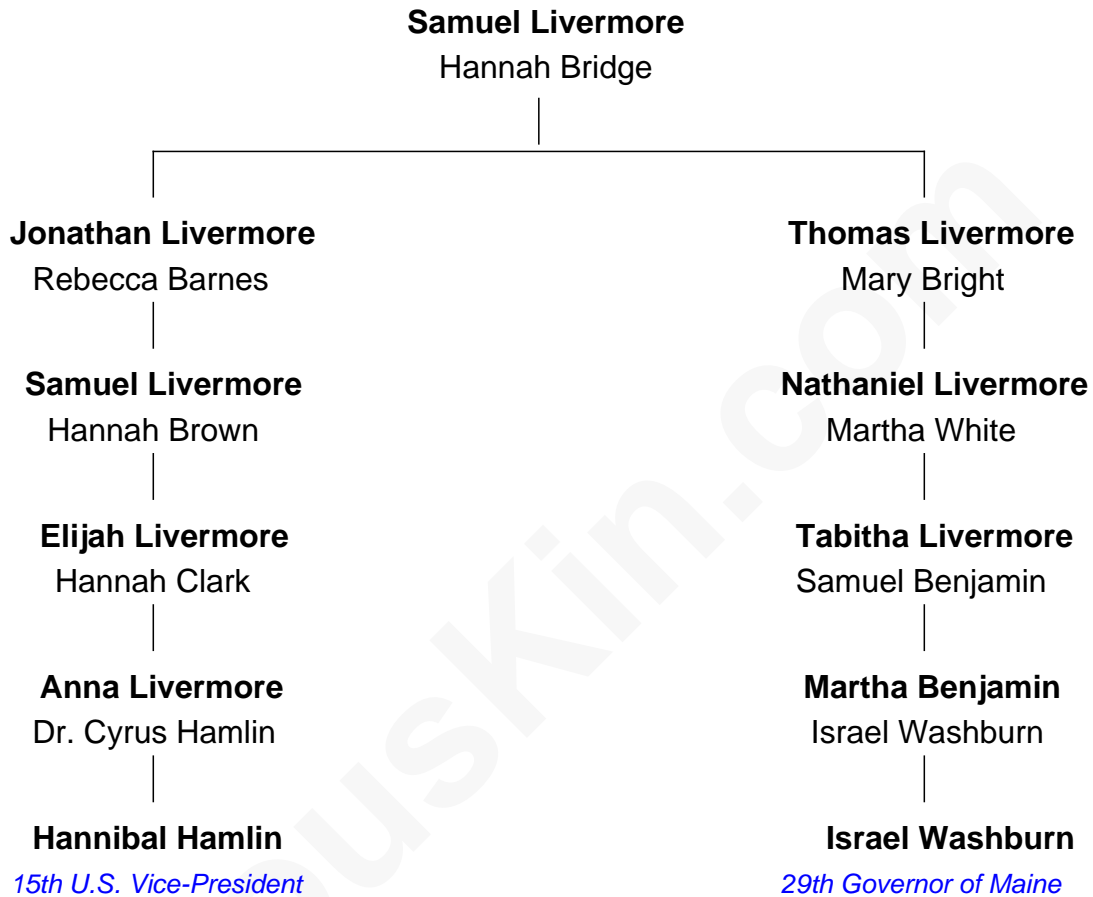 Samuel Livermore
Hannah Bridge
Jonathan Livermore
Rebecca Barnes
Thomas Livermore
Mary Bright
Samuel Livermore
Hannah Brown
Nathaniel Livermore
Martha White
Elijah Livermore
Hannah Clark
Tabitha Livermore
Samuel Benjamin
Anna Livermore
Dr. Cyrus Hamlin
Martha Benjamin
Israel Washburn
Hannibal Hamlin
15th U.S. Vice-President
Israel Washburn
29th Governor of Maine
usKin.com